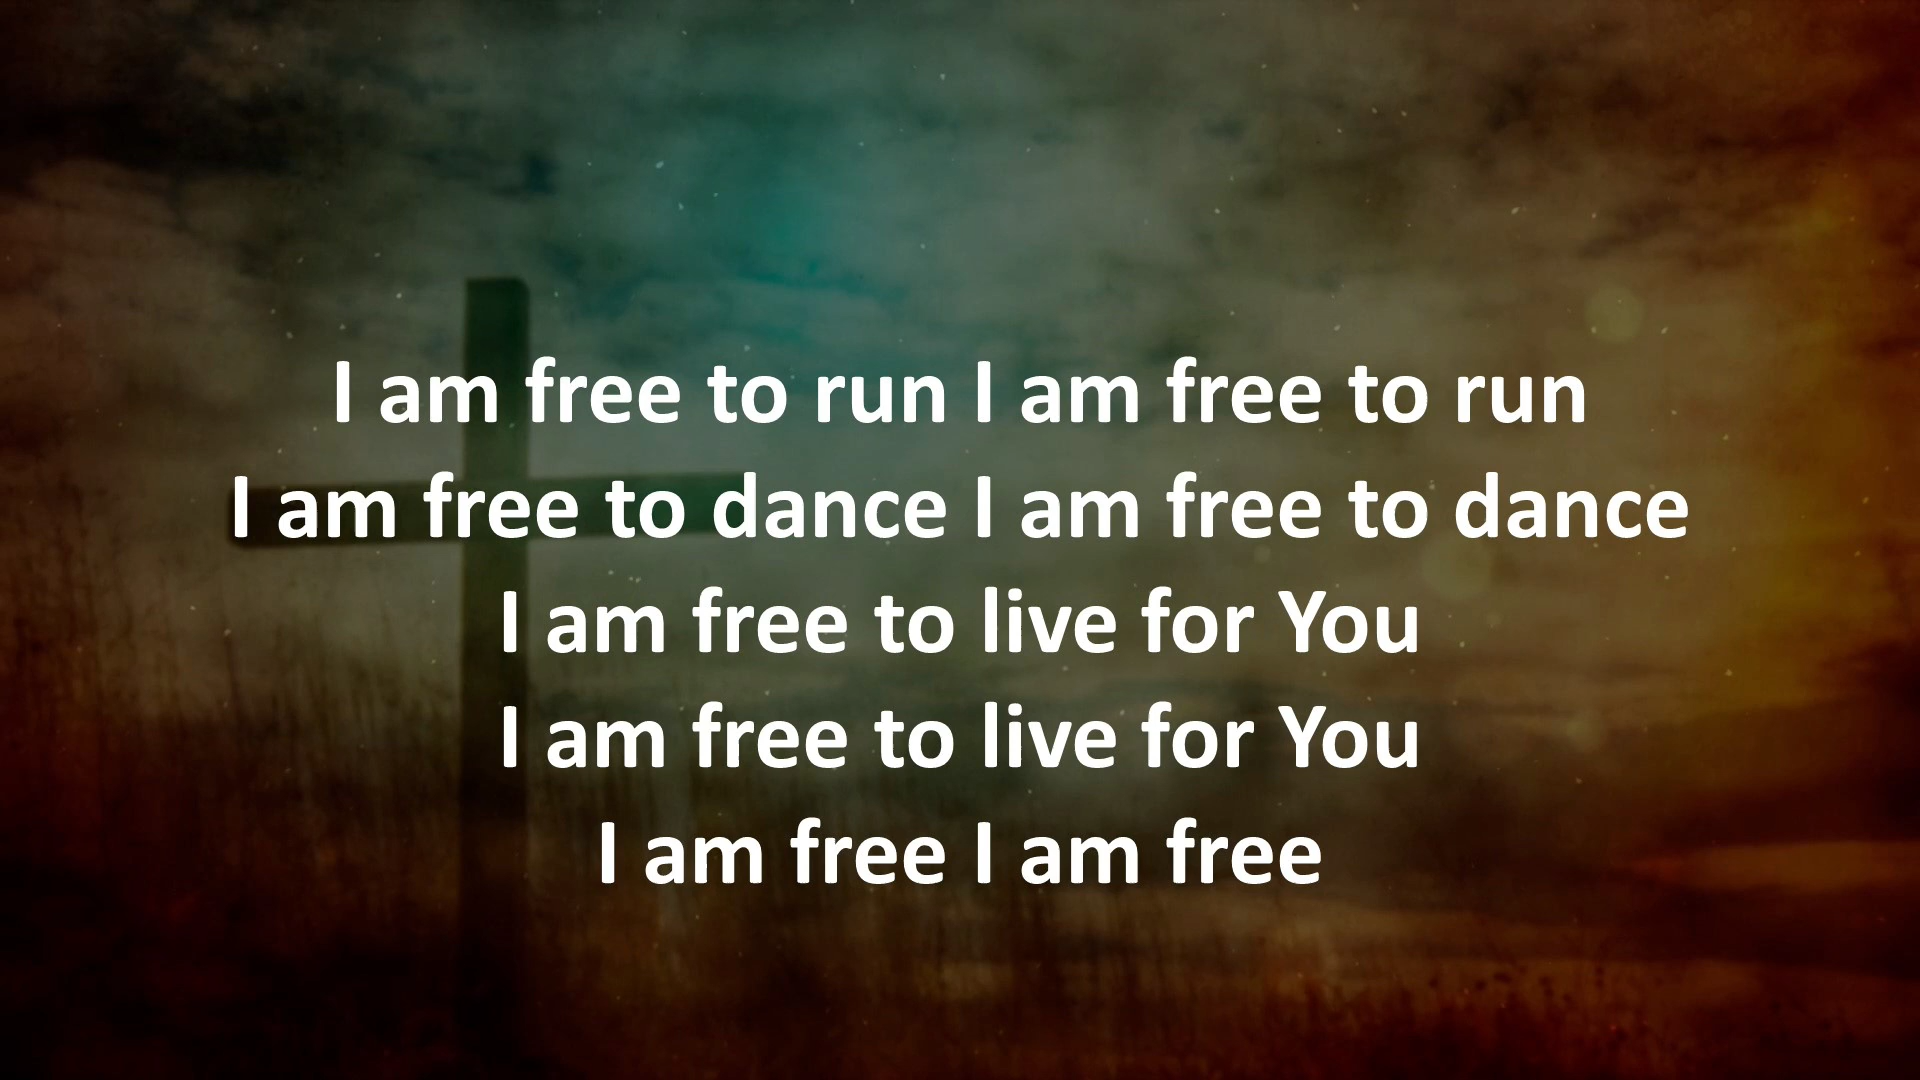 I am free to run I am free to run
I am free to dance I am free to dance
I am free to live for You
I am free to live for You
I am free I am free